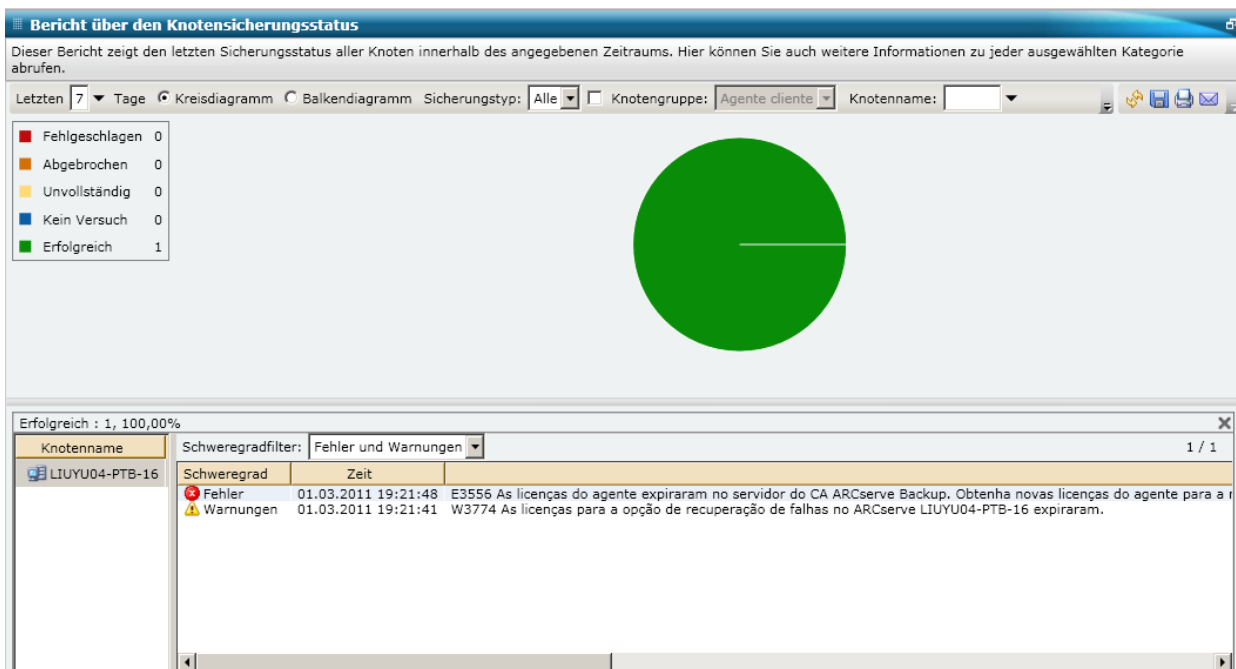 Bericht über den Knotensicherungsstatus
Dieser Bericht zeigt den letzten Sicherungsstatus aller Knoten innerhalb des angegebenen Zeitraums. Hier können Sie auch weitere Informationen zu jeder ausgewählten Kategorie
abrufen.
Letzten 7 Tage Kreisdiagramm Balkendiagramm Sicherungstyp: Alle Knotengruppe: Agente cliente Knotenname:
Fehlgeschlagen 0
Abgebrochen 0
Unvollständig 0
Kein Versuch 0
Erfolgreich 1
Erfolgreich : 1, 100,00%
Knotenname Schweregradfilter: Fehler und Warnungen 1 / 1
LIUYU04-PTB-16 Schweregrad Zeit
Fehler 01.03.2011 19:21:48 E3556 As licenças do agente expiraram no servidor do CA ARCserve Backup. Obtenha novas licenças do agente para a
Warnungen 01.03.2011 19:21:41 W3774 As licenças para a opção de recuperação de falhas no ARCserve LIUYU04-PTB-16 expiraram.